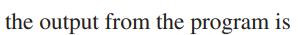 the output from the program is